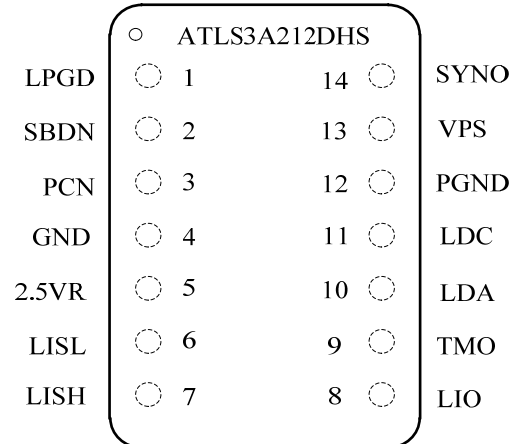 ATLS3A212DHS
LPGD 1 14 SYNO
SBDN 2 13 VPS
PCN 3 12 PGND
GND 4 11 LDC
2.5VR 5 10 LDA
LISL 6 9 TMO
LISH 7 8 LIO